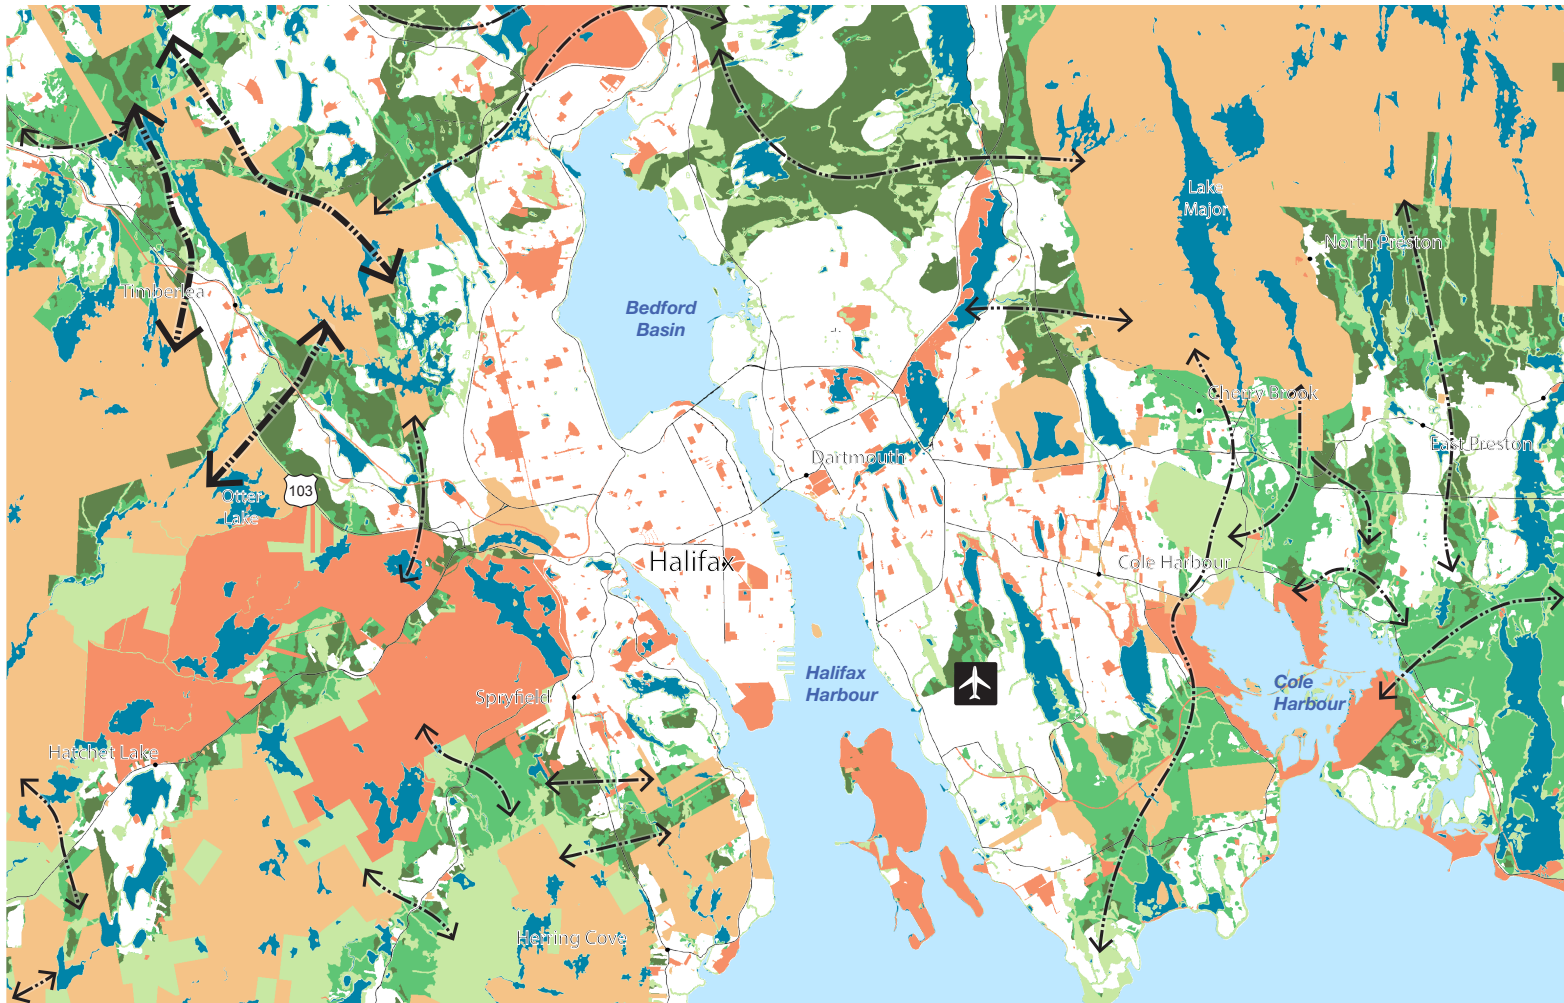 Lake
Major
North Preston
Timberlea
Bedford
Basin
Cherry Brook
East Preston
Dartmouth
Otter
Lake
103
Halifax
Cole Harbour
Halifax
Harbour
Cole
Harbour
Spryfield
Hatchet Lake
Herring Cove